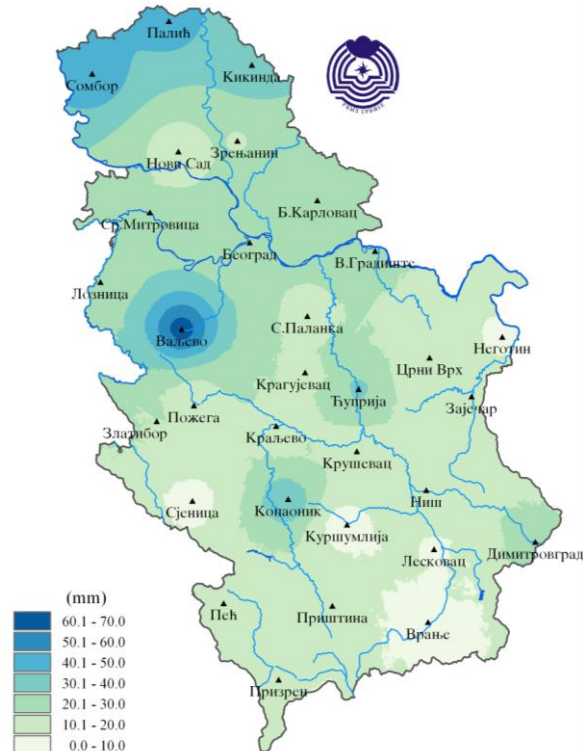 Палић
Кикинда
Сомбор
РХМЗ СРБИЈЕ
Зрењанин
Нови Сад
Б.Карловац
Ср.Митровица
Београд
В.Градиште
Лозница
С.Паланка
Ваљево
Неготин
Црни Врх
Крагујевац
Ћуприја
Зајечар
Пожега
Златибор
Краљево
Крушевац
Ниш
Сјеница
Копаоник
Куршумлија
Лесковац
Димитровград
(mm)
60.1 - 70.0
50.1 - 60.0
40.1 - 50.0
30.1 - 40.0
20.1 - 30.0
10.1 - 20.0
0.0 - 10.0
Пећ
Приштина
Врање
Призрен